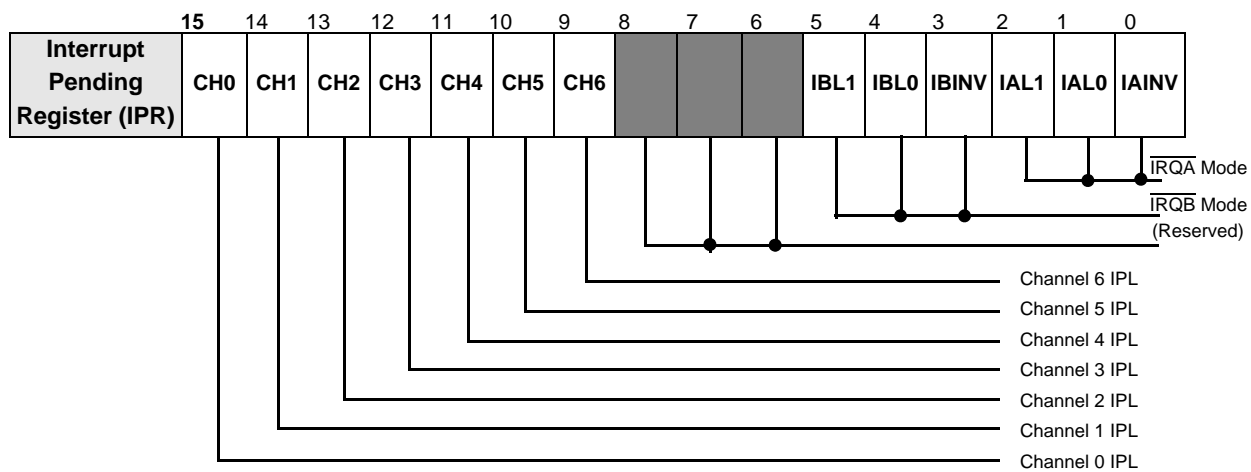 15 14 13 12 11 10 9 8 7 6 5 4 3 2 1 0
Interrupt
Pending
Register (IPR)
CH0 CH1 CH2 CH3 CH4 CH5 CH6 IBL1 IBL0 IBINV IAL1 IAL0 IAINV
IRQA Mode
IRQB Mode
(Reserved)
Channel 6 IPL
Channel 5 IPL
Channel 4 IPL
Channel 3 IPL
Channel 2 IPL
Channel 1 IPL
Channel 0 IPL